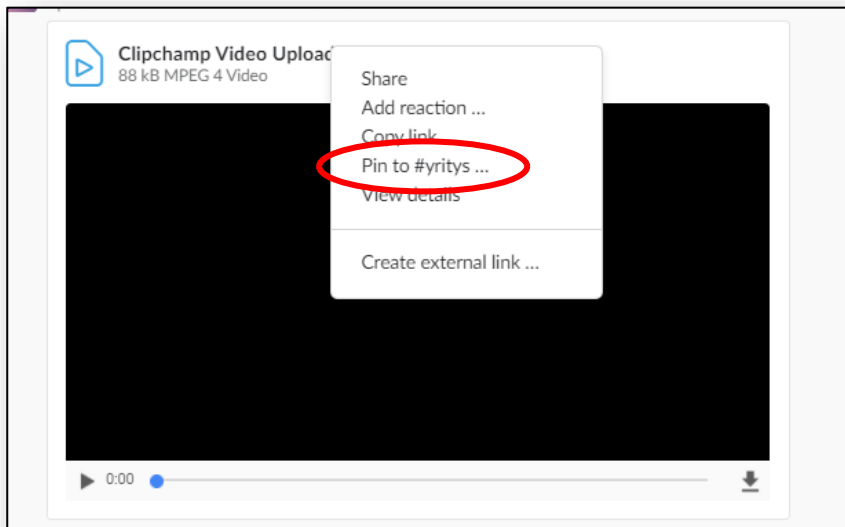 Clipchamp Video Upload
88 kB MPEG 4 Video
Share
Add reaction ...
Copy link
Pin to #yritys ...
View details
Create external link ...
0:00